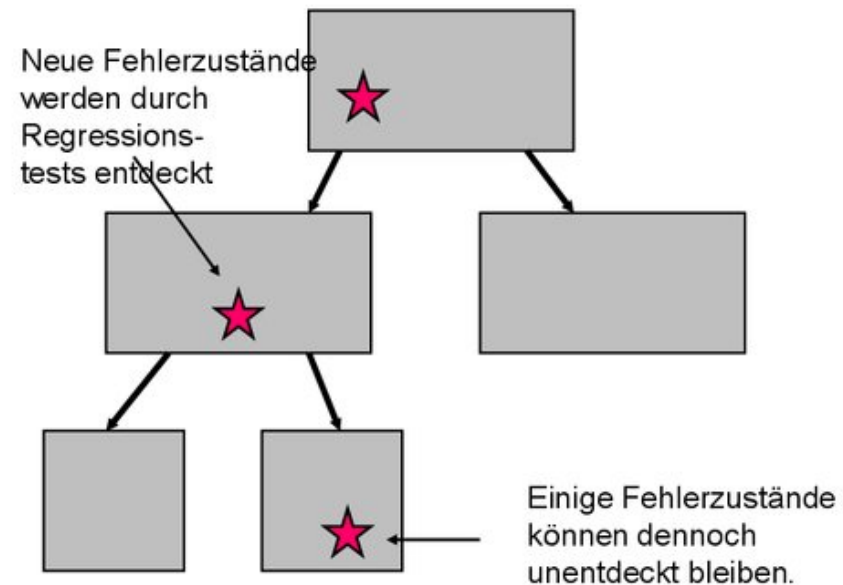 Neue Fehlerzustände
werden durch
Regressions-
tests entdeckt
Einige Fehlerzustände
können dennoch
unentdeckt bleiben.